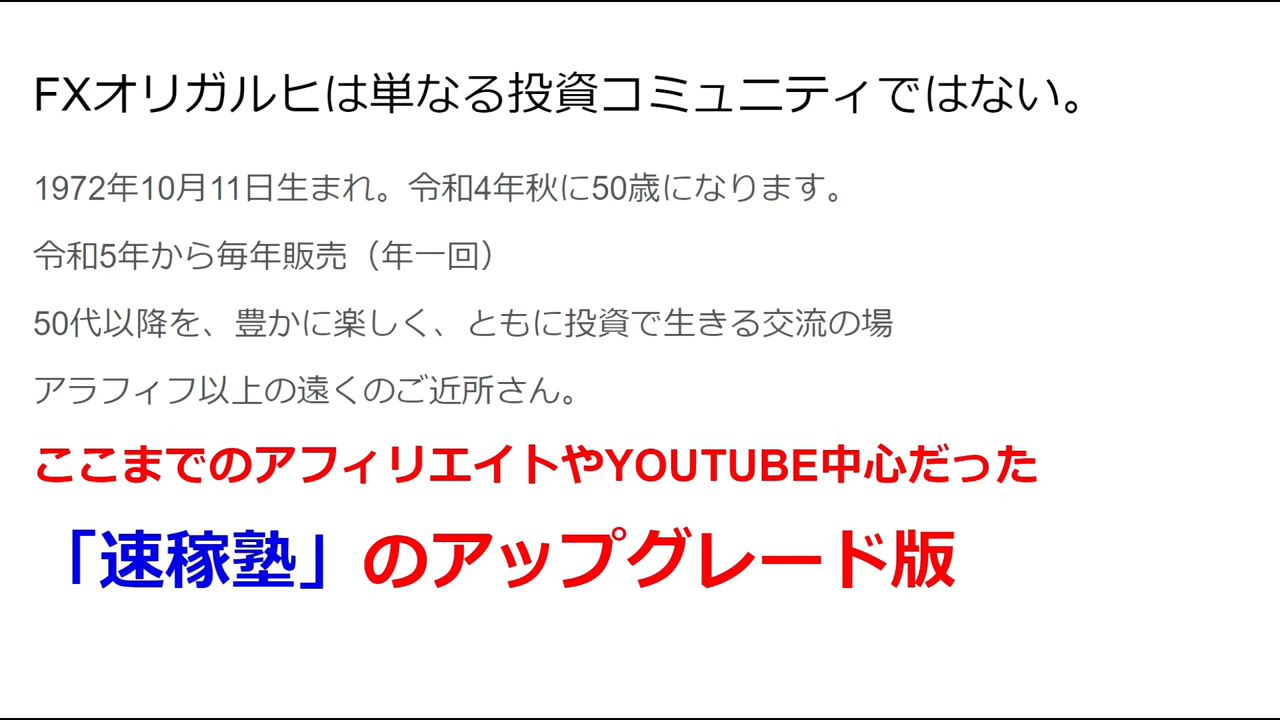 FXオリガルヒは単なる投資コミュニティではない。
1972年10月11日生まれ。令和4年秋に50歳になります。
令和5年から毎年販売（年一回）
50代以降を、豊かに楽しく、ともに投資で生きる交流の場
アラフィフ以上の遠くのご近所さん。
ここまでのアフィリエイトやYOUTUBE中心だった
「速稼塾」のアップグレード版